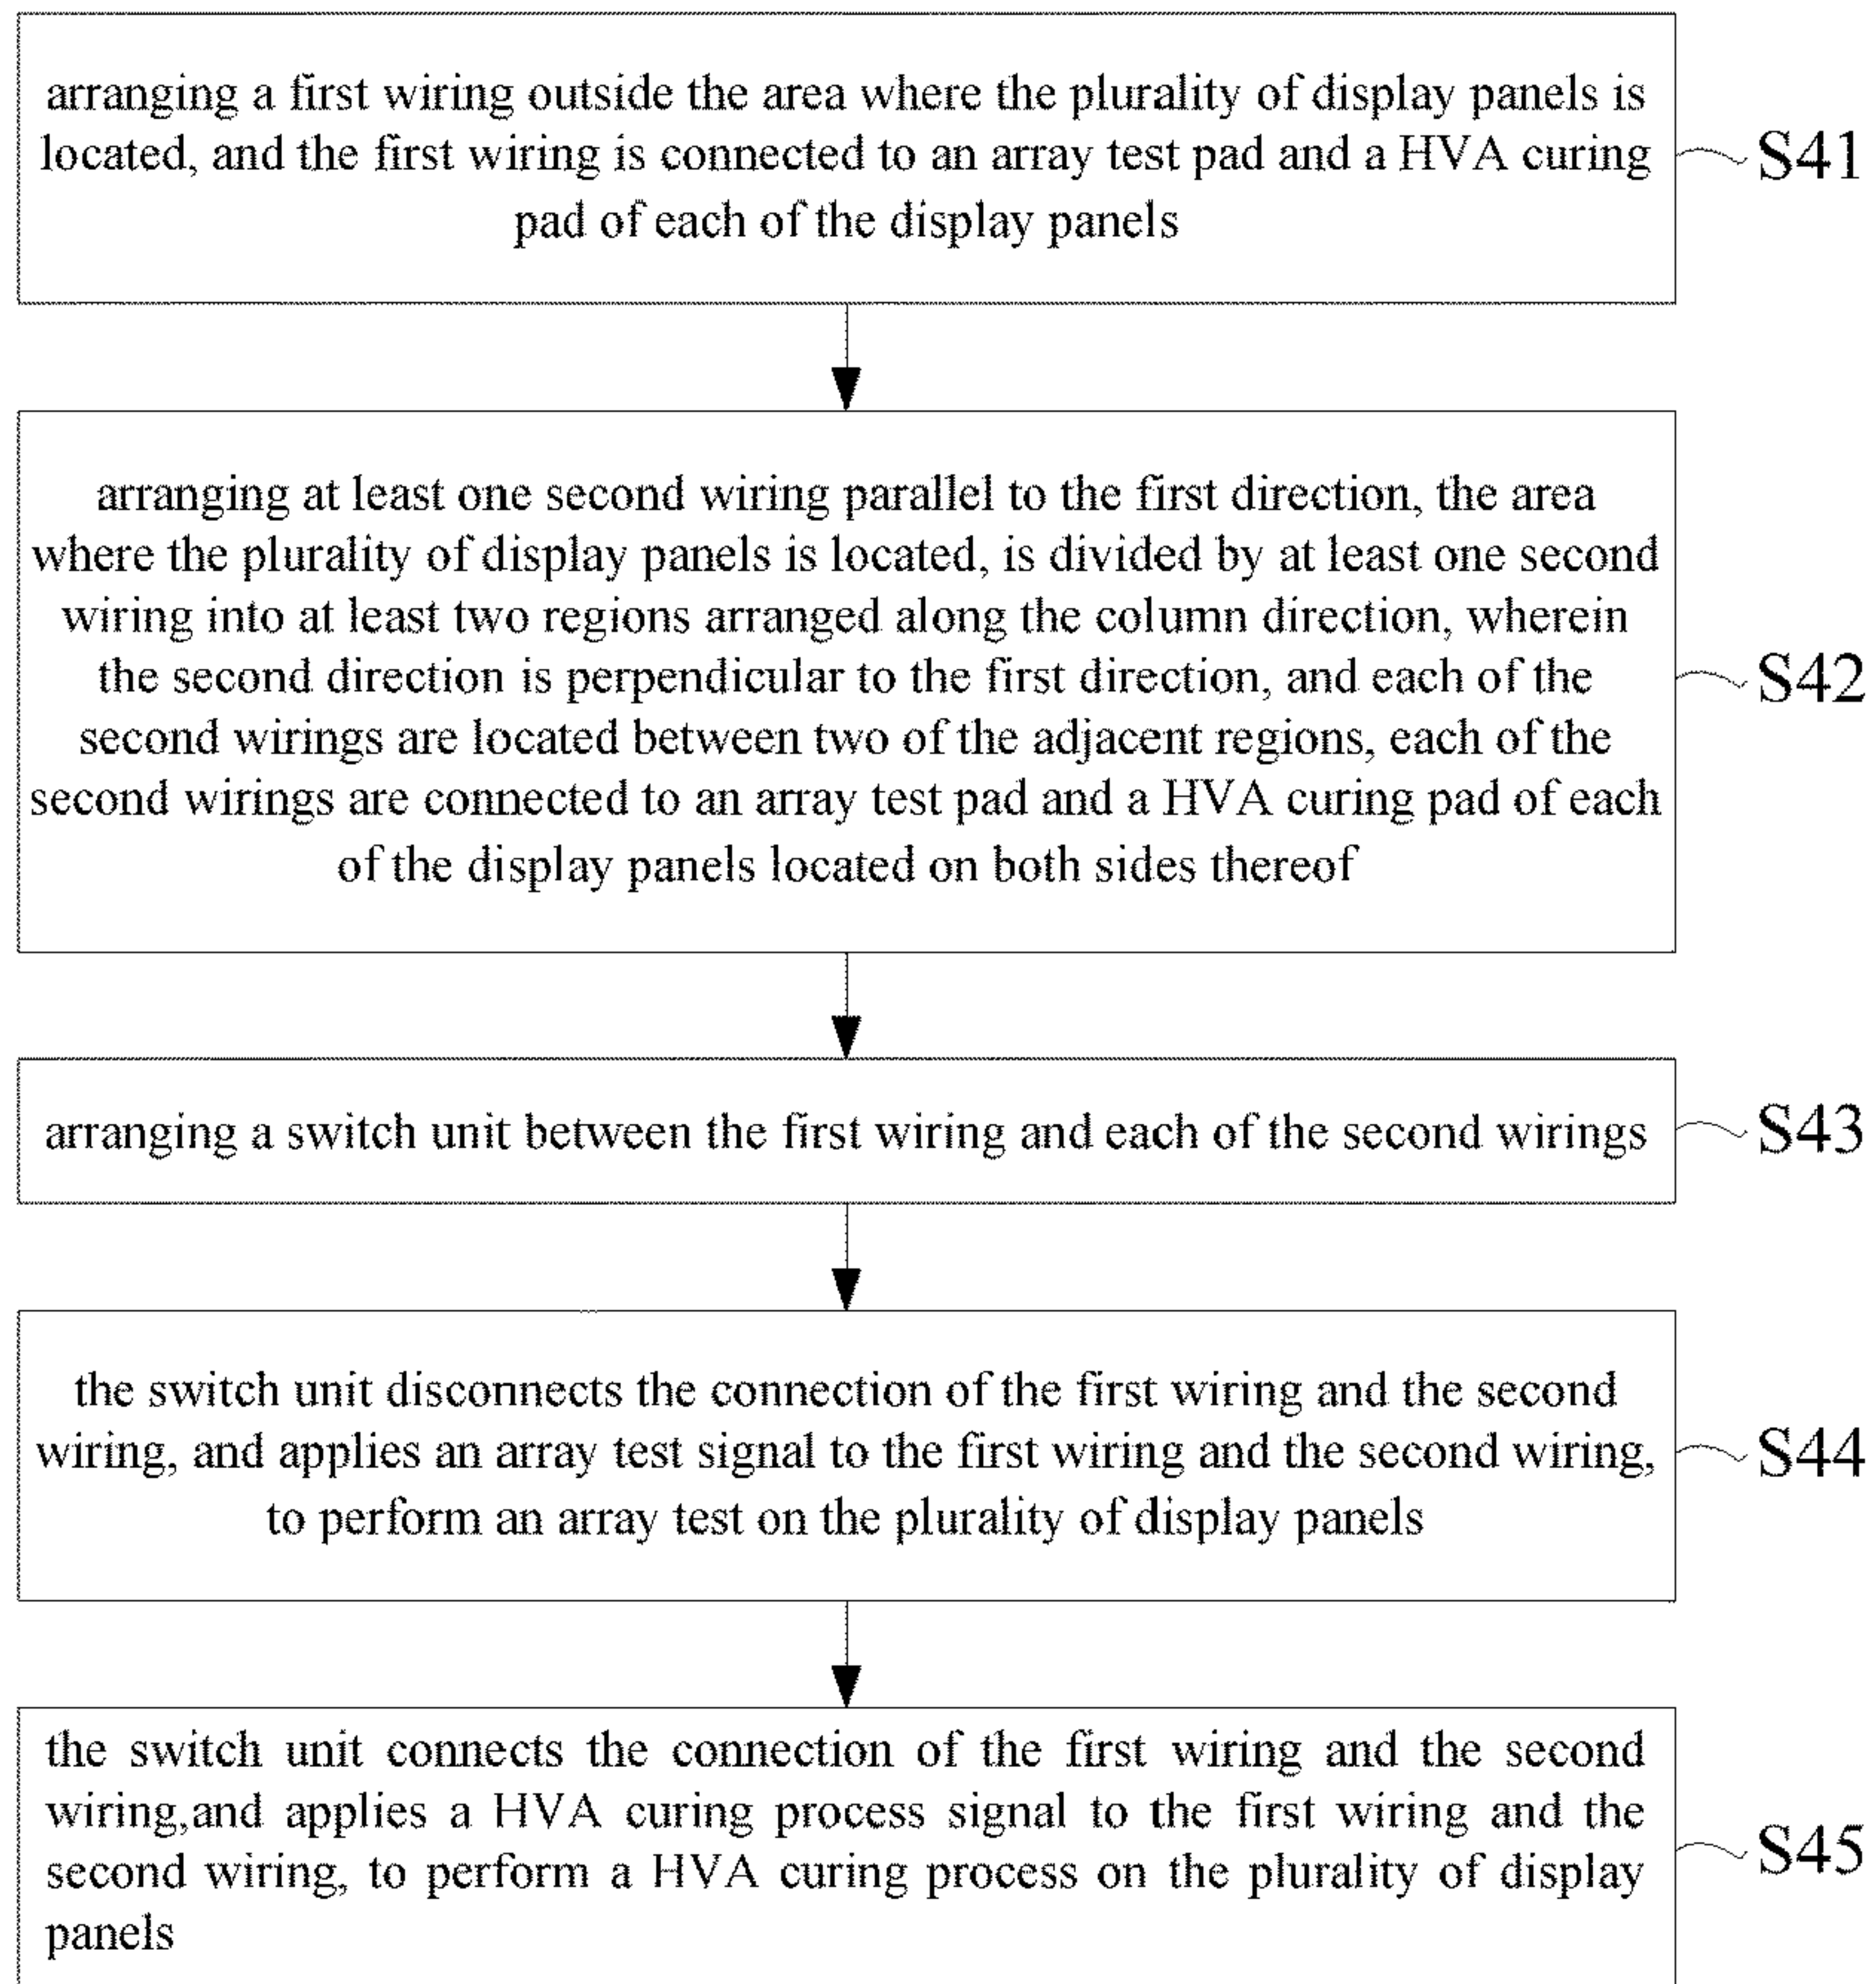 arranging a first wiring outside the area where the plurality of display panels is
located, and the first wiring is connected to an array test pad and a HVA curing
pad of each of the display panels
S41
arranging at least one second wiring parallel to the first direction, the area
where the plurality of display panels is located, is divided by at least one second
wiring into at least two regions arranged along the column direction, wherein
the second direction is perpendicular to the first direction, and each of the
second wirings are located between two of the adjacent regions, each of the
second wirings are connected to an array test pad and a HVA curing pad of each
of the display panels located on both sides thereof
S42
arranging a switch unit between the first wiring and each of the second wirings
S43
the switch unit disconnects the connection of the first wiring and the second
wiring, and applies an array test signal to the first wiring and the second wiring,
to perform an array test on the plurality of display panels
S44
the switch unit connects the connection of the first wiring and the second
wiring,and applies a HVA curing process signal to the first wiring and the
second wiring, to perform a HVA curing process on the plurality of display
panels
S45